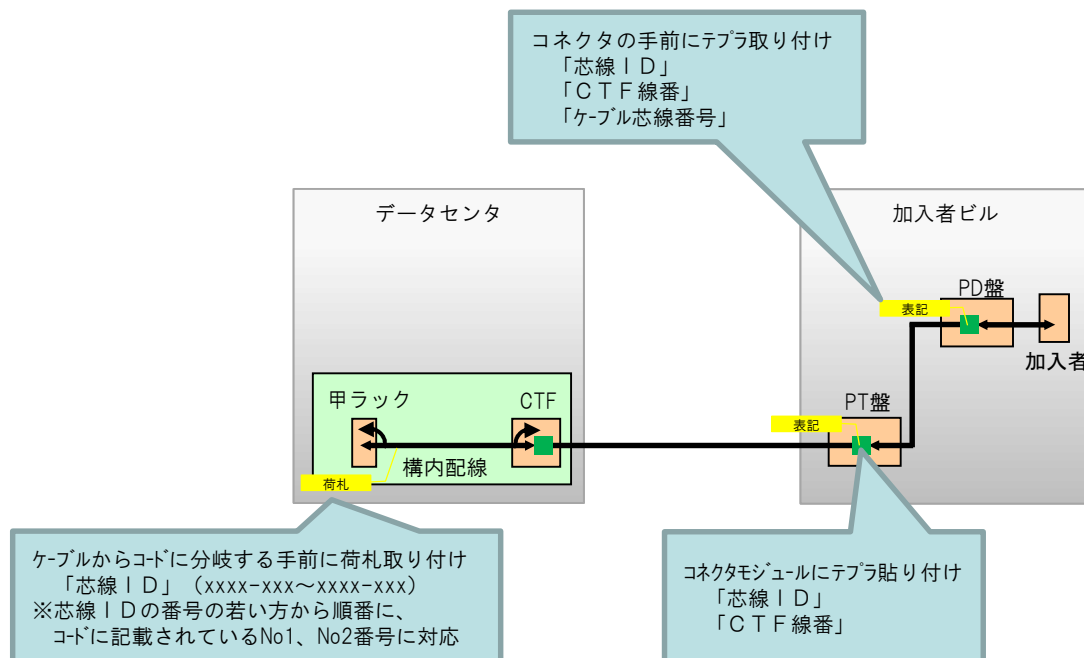 コネクタの手前にﾃﾌﾟﾗ取り付け
「芯線ＩＤ」
「ＣＴＦ線番」
「ｹｰﾌﾞﾙ芯線番号」
データセンタ
加入者ビル
PD盤
表記
加入者
甲ラック
CTF
PT盤
表記
構内配線
荷札
ｹｰﾌﾞﾙからｺｰﾄﾞに分岐する手前に荷札取り付け
「芯線ＩＤ」（xxxx-xxx～xxxx-xxx）
※芯線ＩＤの番号の若い方から順番に、
ｺｰﾄﾞに記載されているNo1、No2番号に対応
ｺﾈｸﾀﾓｼﾞｭｰﾙにﾃﾌﾟﾗ貼り付け
「芯線ＩＤ」
「ＣＴＦ線番」